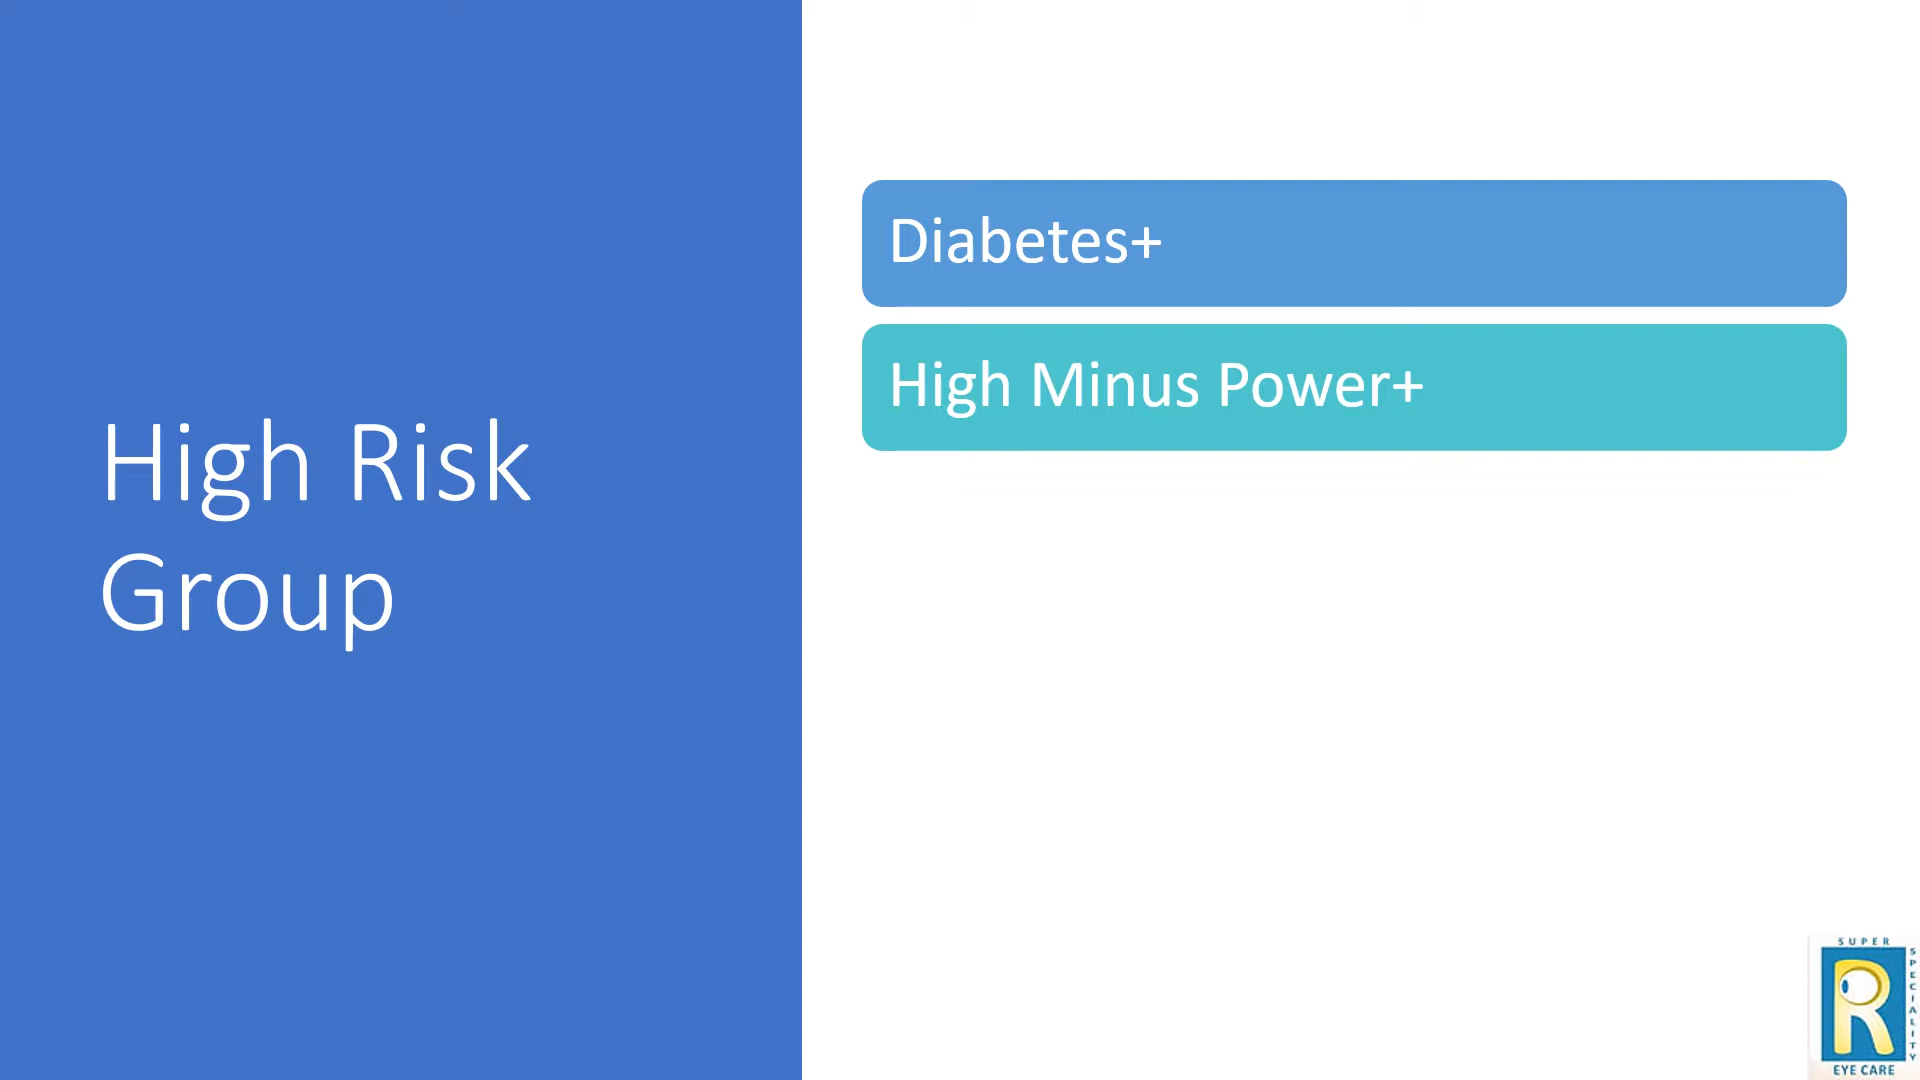 High Risk
Group
Diabetes+
High Minus Power+
SUPER
SPECIALITY
R
EYE CARE